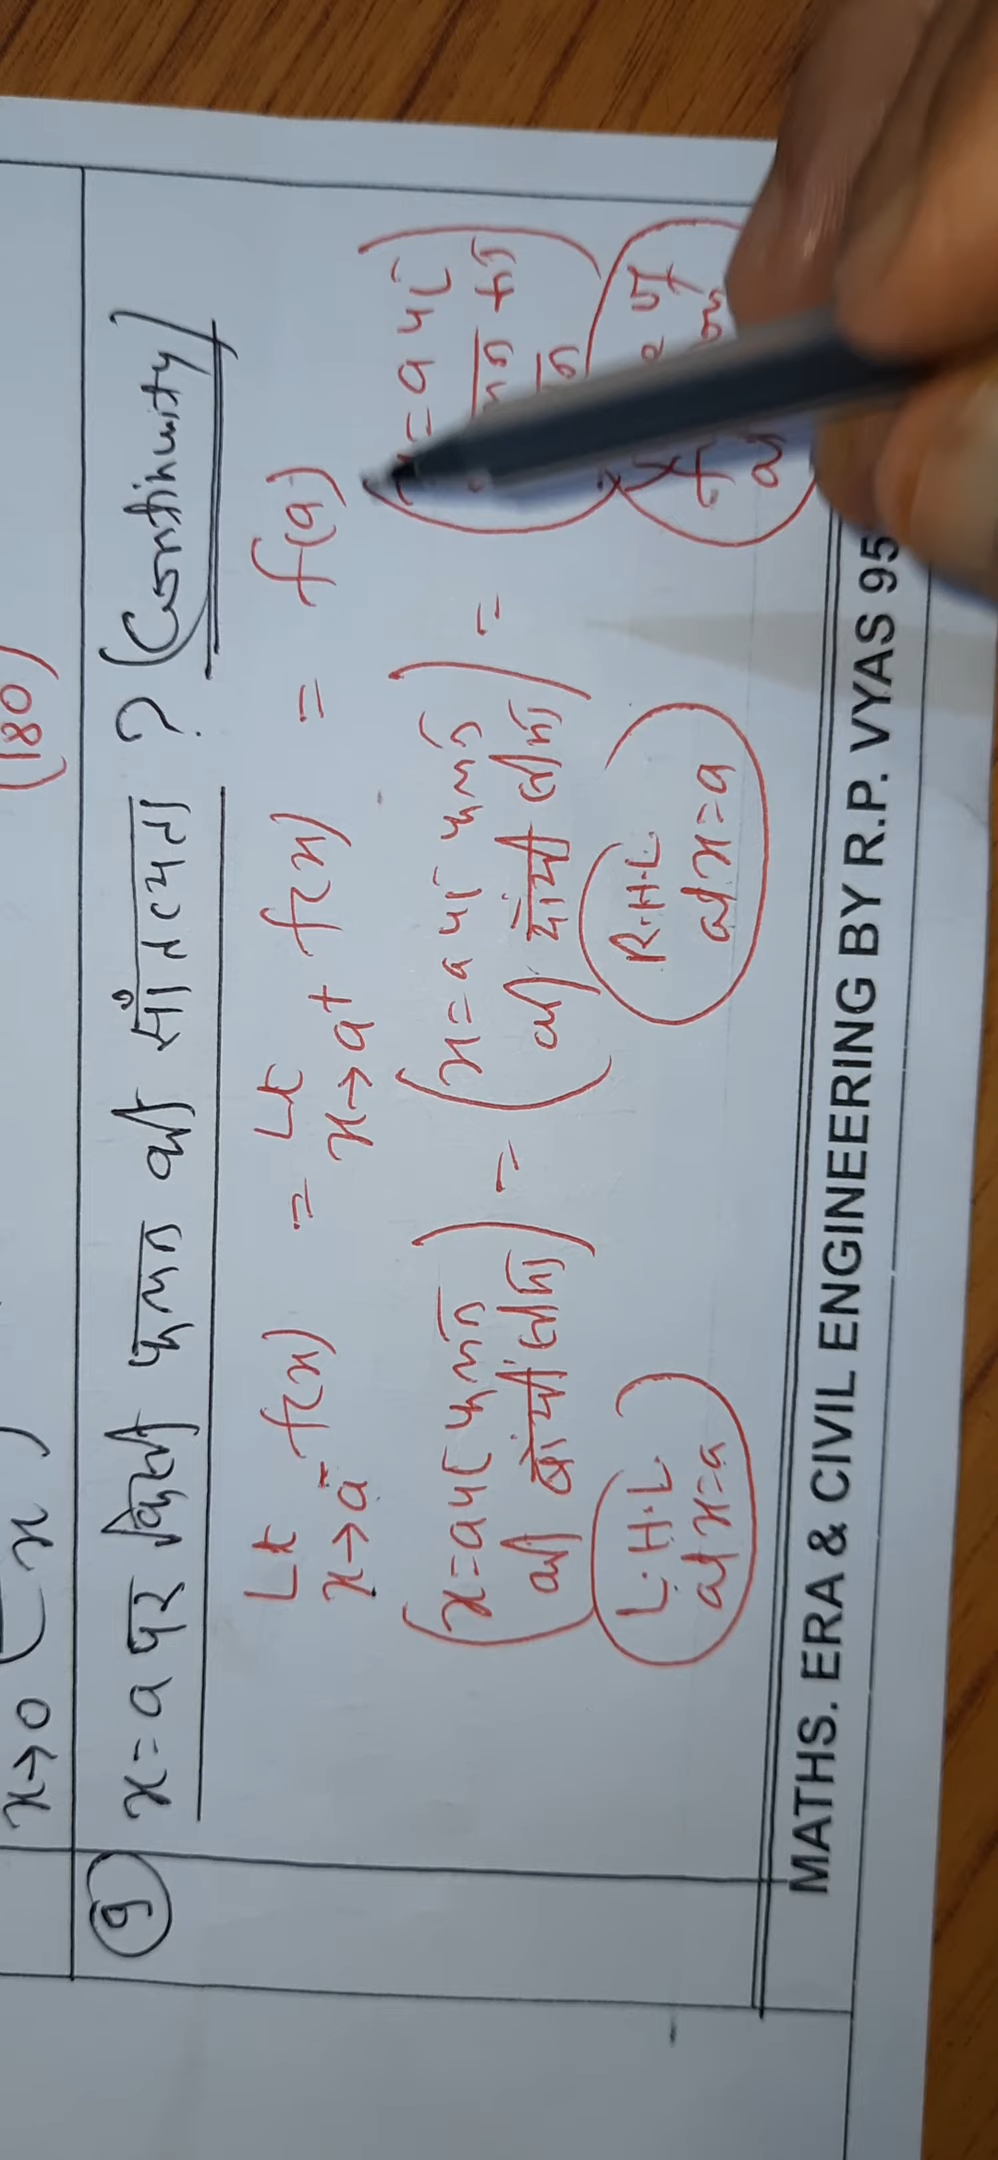 (180)
x→0
x
9
x=a पर किसी फलन की सांतत्यता ? (Continuity)
Lt f(x) = Lt f(x) = f(a)
x→a⁻ x→a⁺
(x=a पर फलन = (x=a पर फलन = = a पर
की बांयी सीमा) की दांयी सीमा)
L.H.L R.H.L
at x=a at x=a
MATHS. ERA & CIVIL ENGINEERING BY R.P. VYAS 95